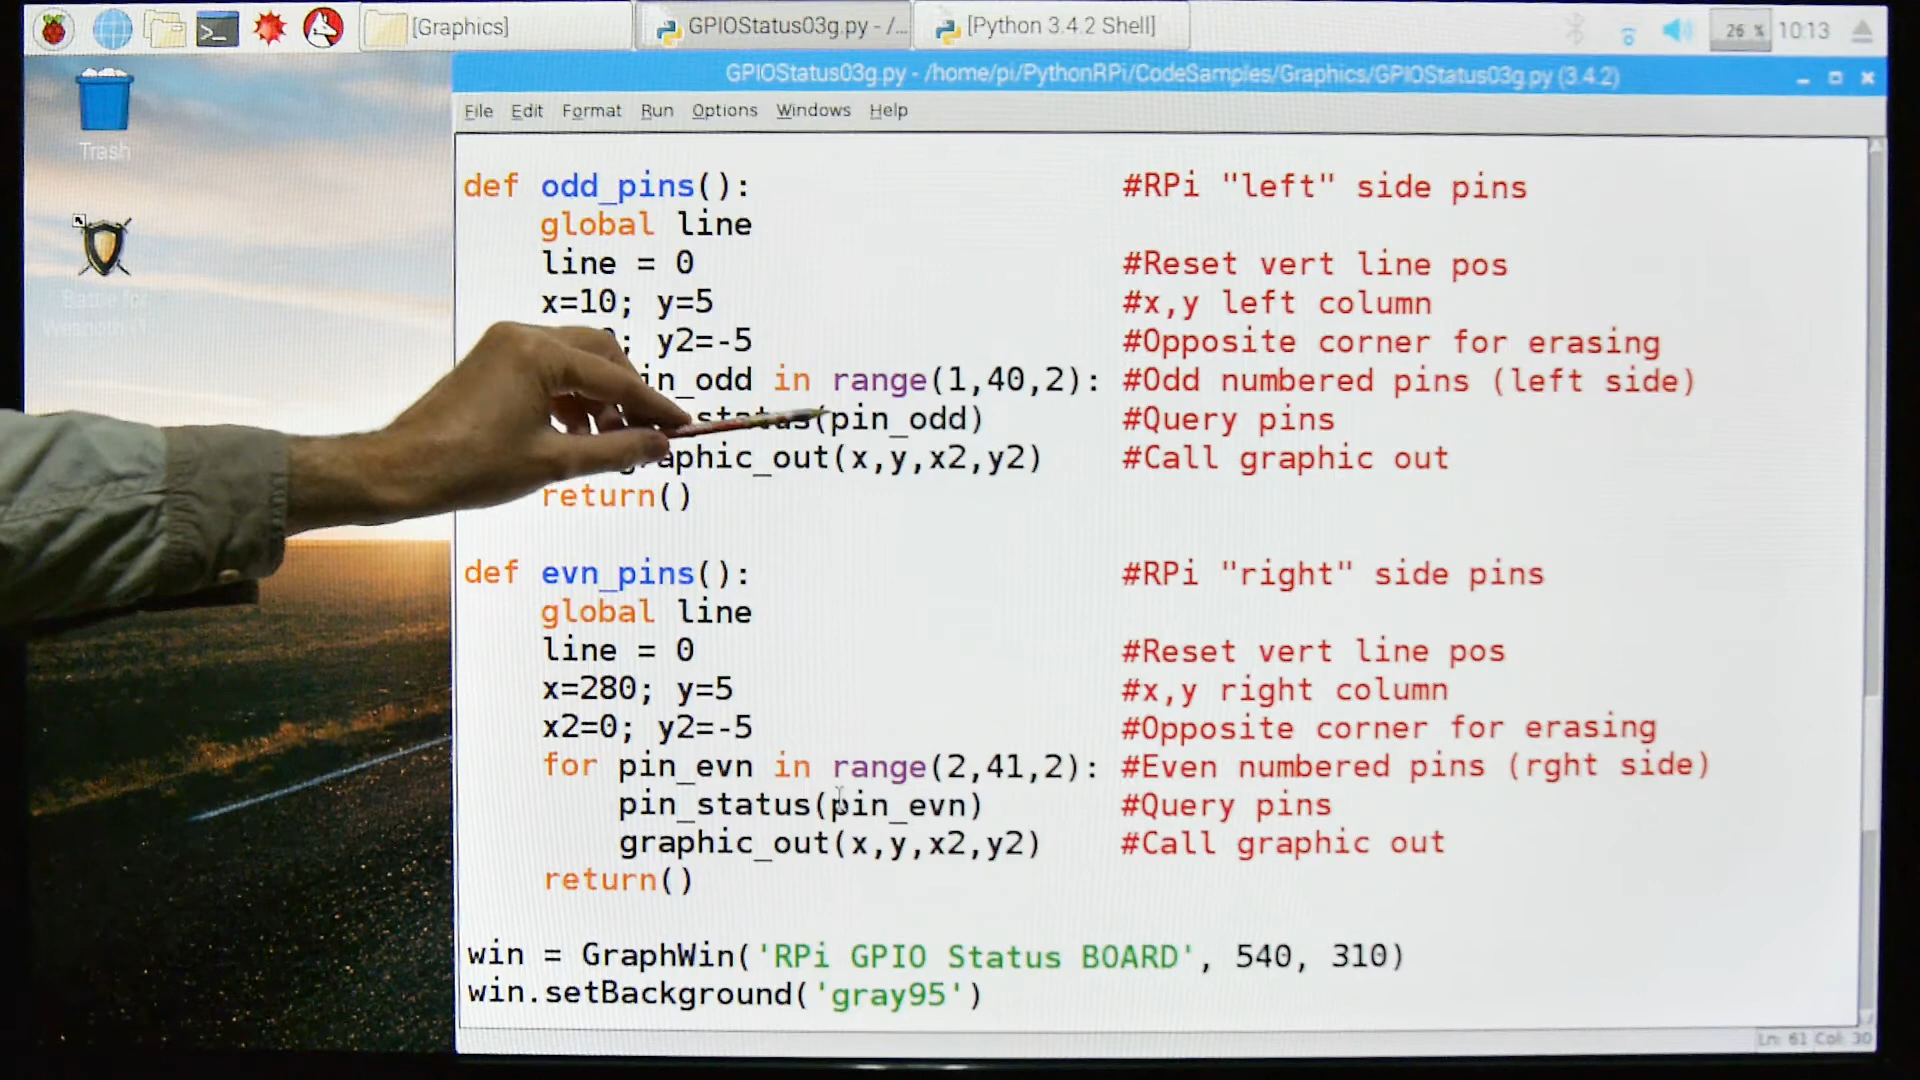 [Graphics]
GPIOStatus03g.py - /...
[Python 3.4.2 Shell]
26 %
10:13
GPIOStatus03g.py - /home/pi/PythonRPi/CodeSamples/Graphics/GPIOStatus03g.py (3.4.2)
File Edit Format Run Options Windows Help
Trash
def odd_pins(): #RPi "left" side pins
global line
line = 0 #Reset vert line pos
x=10; y=5 #x,y left column
; y2=-5 #Opposite corner for erasing
in_odd in range(1,40,2): #Odd numbered pins (left side)
status(pin_odd) #Query pins
graphic_out(x,y,x2,y2) #Call graphic out
return()
def evn_pins(): #RPi "right" side pins
global line
line = 0 #Reset vert line pos
x=280; y=5 #x,y right column
x2=0; y2=-5 #Opposite corner for erasing
for pin_evn in range(2,41,2): #Even numbered pins (rght side)
pin_status(pin_evn) #Query pins
graphic_out(x,y,x2,y2) #Call graphic out
return()
win = GraphWin('RPi GPIO Status BOARD', 540, 310)
win.setBackground('gray95')
Ln: 61 Col: 30